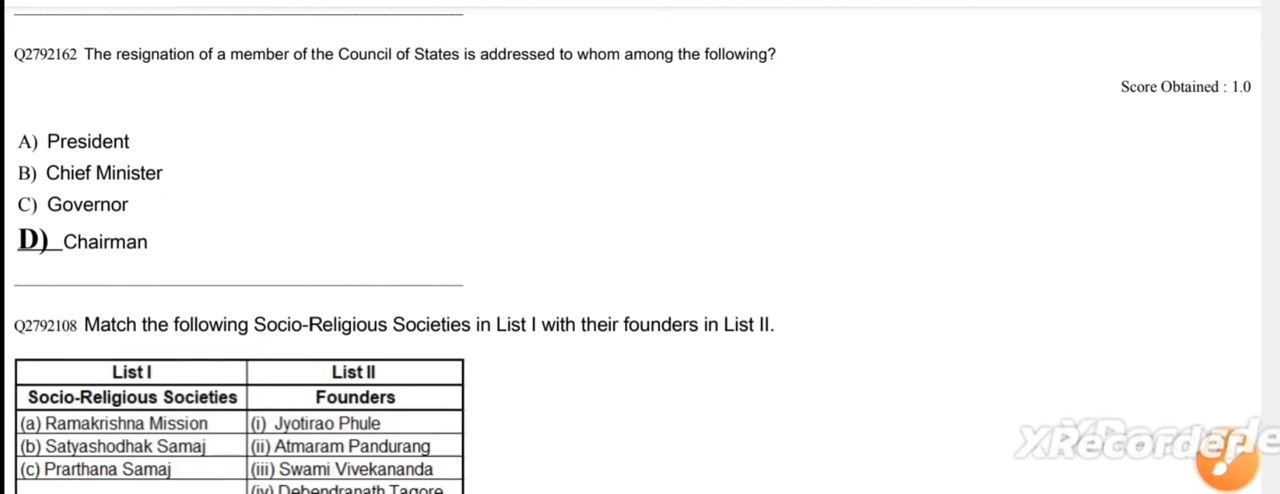 Q2792162 The resignation of a member of the Council of States is addressed to whom among the following?
Score Obtained : 1.0
A) President
B) Chief Minister
C) Governor
D) Chairman
Q2792108 Match the following Socio-Religious Societies in List I with their founders in List II.
List I List II
Socio-Religious Societies Founders
(a) Ramakrishna Mission (i) Jyotirao Phule
(b) Satyashodhak Samaj (ii) Atmaram Pandurang
(c) Prarthana Samaj (iii) Swami Vivekananda
(iv) Debendranath Tagore
XRecorder